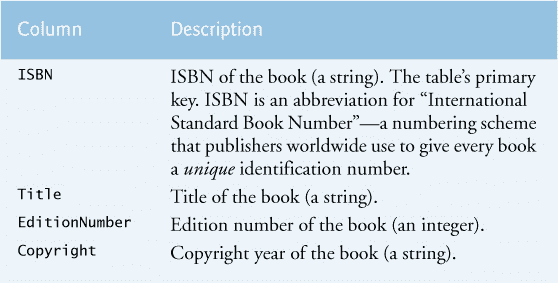 Column Description
ISBN ISBN of the book (a string). The table's primary
key. ISBN is an abbreviation for “International
Standard Book Number”—a numbering scheme
that publishers worldwide use to give every book
a unique identification number.
Title Title of the book (a string).
EditionNumber Edition number of the book (an integer).
Copyright Copyright year of the book (a string).